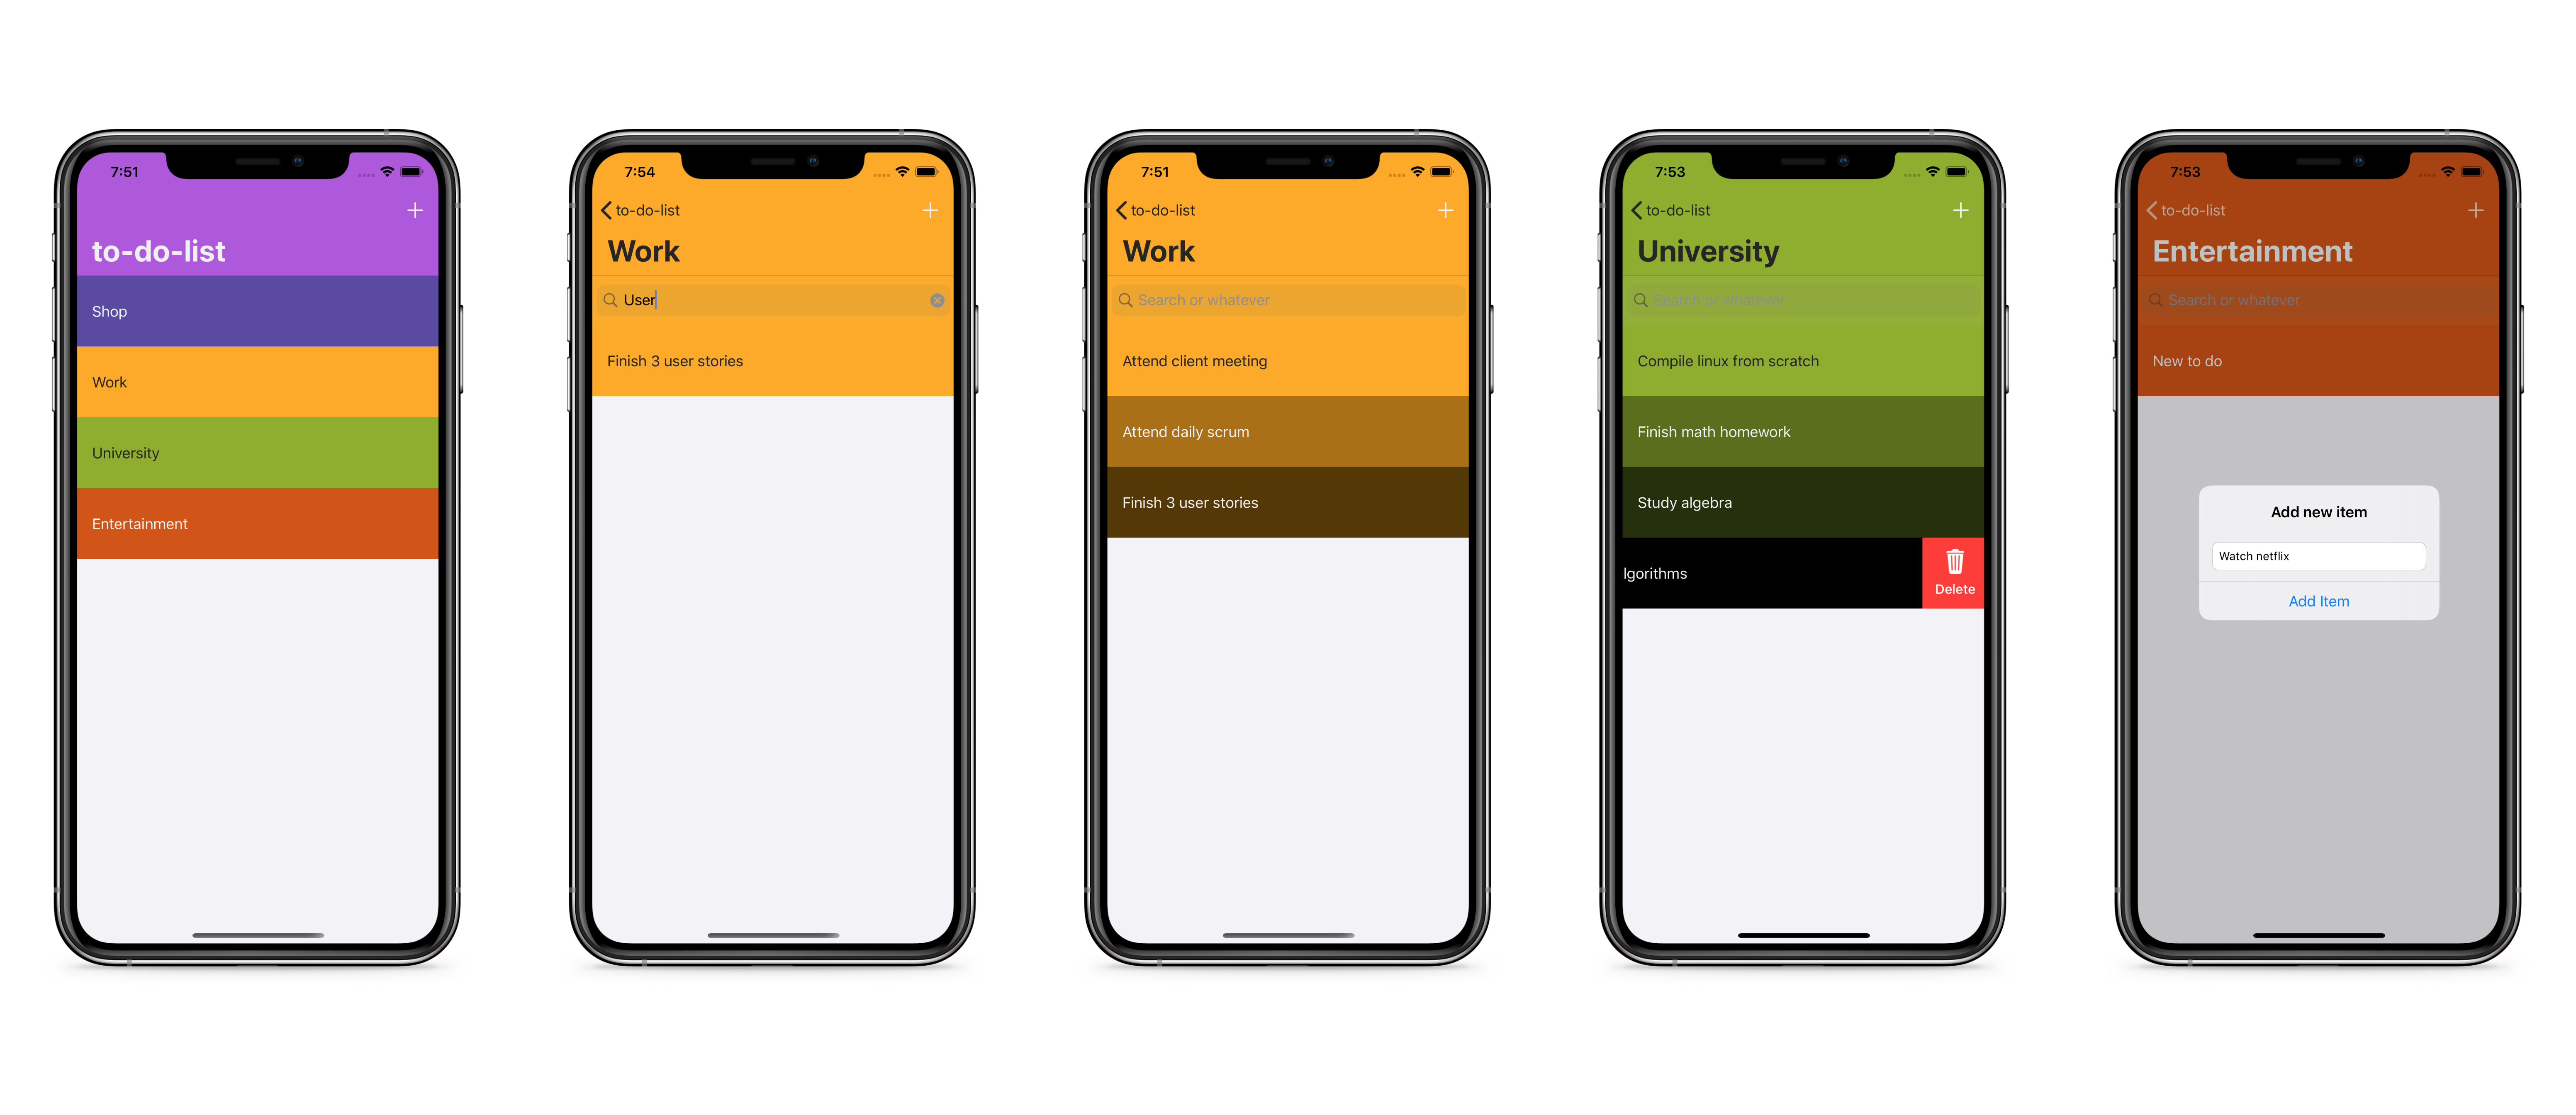 7:51
to-do-list
Shop
Work
University
Entertainment
7:54
to-do-list
Work
User
Finish 3 user stories
7:51
to-do-list
Work
Search or whatever
Attend client meeting
Attend daily scrum
Finish 3 user stories
7:53
to-do-list
University
Search or whatever
Compile linux from scratch
Finish math homework
Study algebra
lgorithms
Delete
7:53
to-do-list
Entertainment
Search or whatever
New to do
Add new item
Watch netflix
Add Item